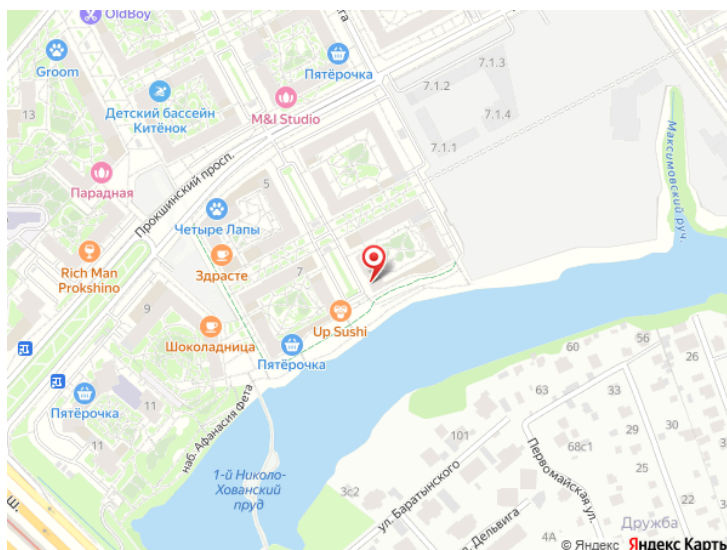 OldBoy
ёга
Groom
Пятёрочка
7.1.3
7.1.2
Детский бассейн
Китёнок
M&I Studio
7.1.4
13
7.1.1
Максимовский руч.
Парадная
Прокшинский просп.
5
Четыре Лапы
Rich Man
Prokshino
Здрасте
7
9
Up Sushi
Шоколадница
Пятёрочка
60
56
26
33
Пятёрочка
63
11
11
наб. Афанасия Фета
101
68с1
29
25
30
1-й Николо-
Хованский
пруд
Первомайская ул.
3с2
ул. Баратынского
22
Дружба
Дельвига
4А
2
Ш.
© Яндекс Яндекс Карты